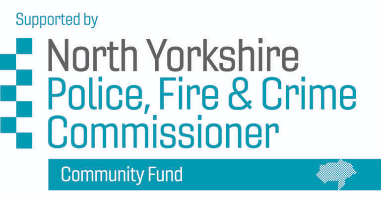 Supported by
North Yorkshire
Police, Fire & Crime
Commissioner
Community Fund